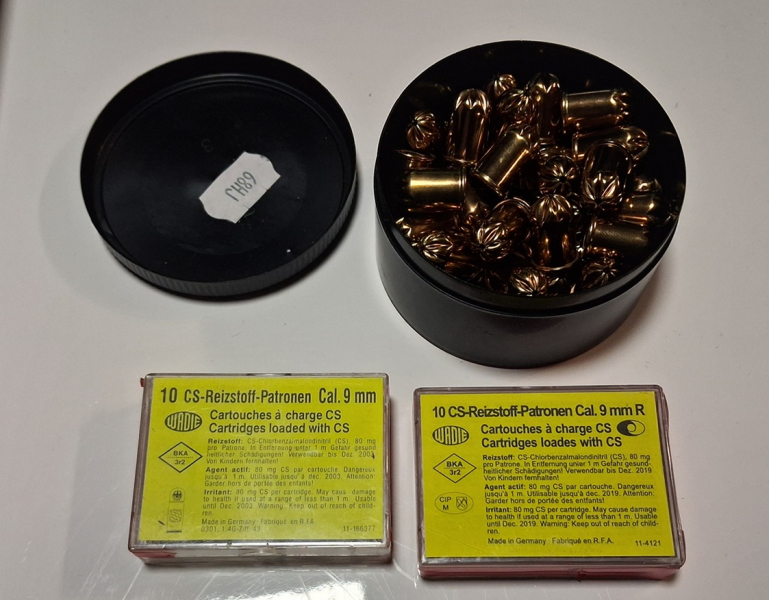 68HJ
10 CS-Reizstoff-Patronen Cal. 9 mm
WADIE
Cartouches à charge CS
Cartridges loaded with CS
BKA
3r2
Reizstoff: CS-Chlorbenzalmalondinitril (CS), 80 mg
pro Patrone. In Entfernung unter 1 m Gefahr gesund-
heitlicher Schädigungen! Verwendbar bis Dez. 2003
Von Kindern fernhalten!
Agent actif: 80 mg CS par cartouche. Dangereux
jusqu'à 1 m. Utilisable jusqu'à dec. 2003. Attention:
Garder hors de portée des enfants!
Irritant: 80 mg CS per cartridge. May cause damage
to health if used at a range of less than 1 m. Usable
until Dec. 2003. Warning: Keep out of reach of child-
ren.
Made in Germany · Fabriqué en R.F.A.
11-166377
10 CS-Reizstoff-Patronen Cal. 9 mm R
WADIE
Cartouches à charge CS
Cartridges loades with CS
BKA
3r2
CIP
M
Reizstoff: CS-Chlorbenzalmalondnitril (CS), 80 mg
pro Patrone. In Entfernung unier 1 m Gefahr gesund-
heitlicher Schädigungen! Verwendbar bis Dez. 2019
Von Kindern fernhalten!
Agent actif: 80 mg CS par cartouche. Dangereux
jusqu'à 1 m. Utilisable jusqu'à dec. 2019. Attention:
Garder hors de portée des enfants!
Irritant: 80 mg CS per cartridge. May cause damage
to health if used at a range of less than 1 m. Usable
until Dec. 2019. Warning: Keep out of reach of child-
ren.
Made in Germany · Fabriqué en R.F.A.
11-4121